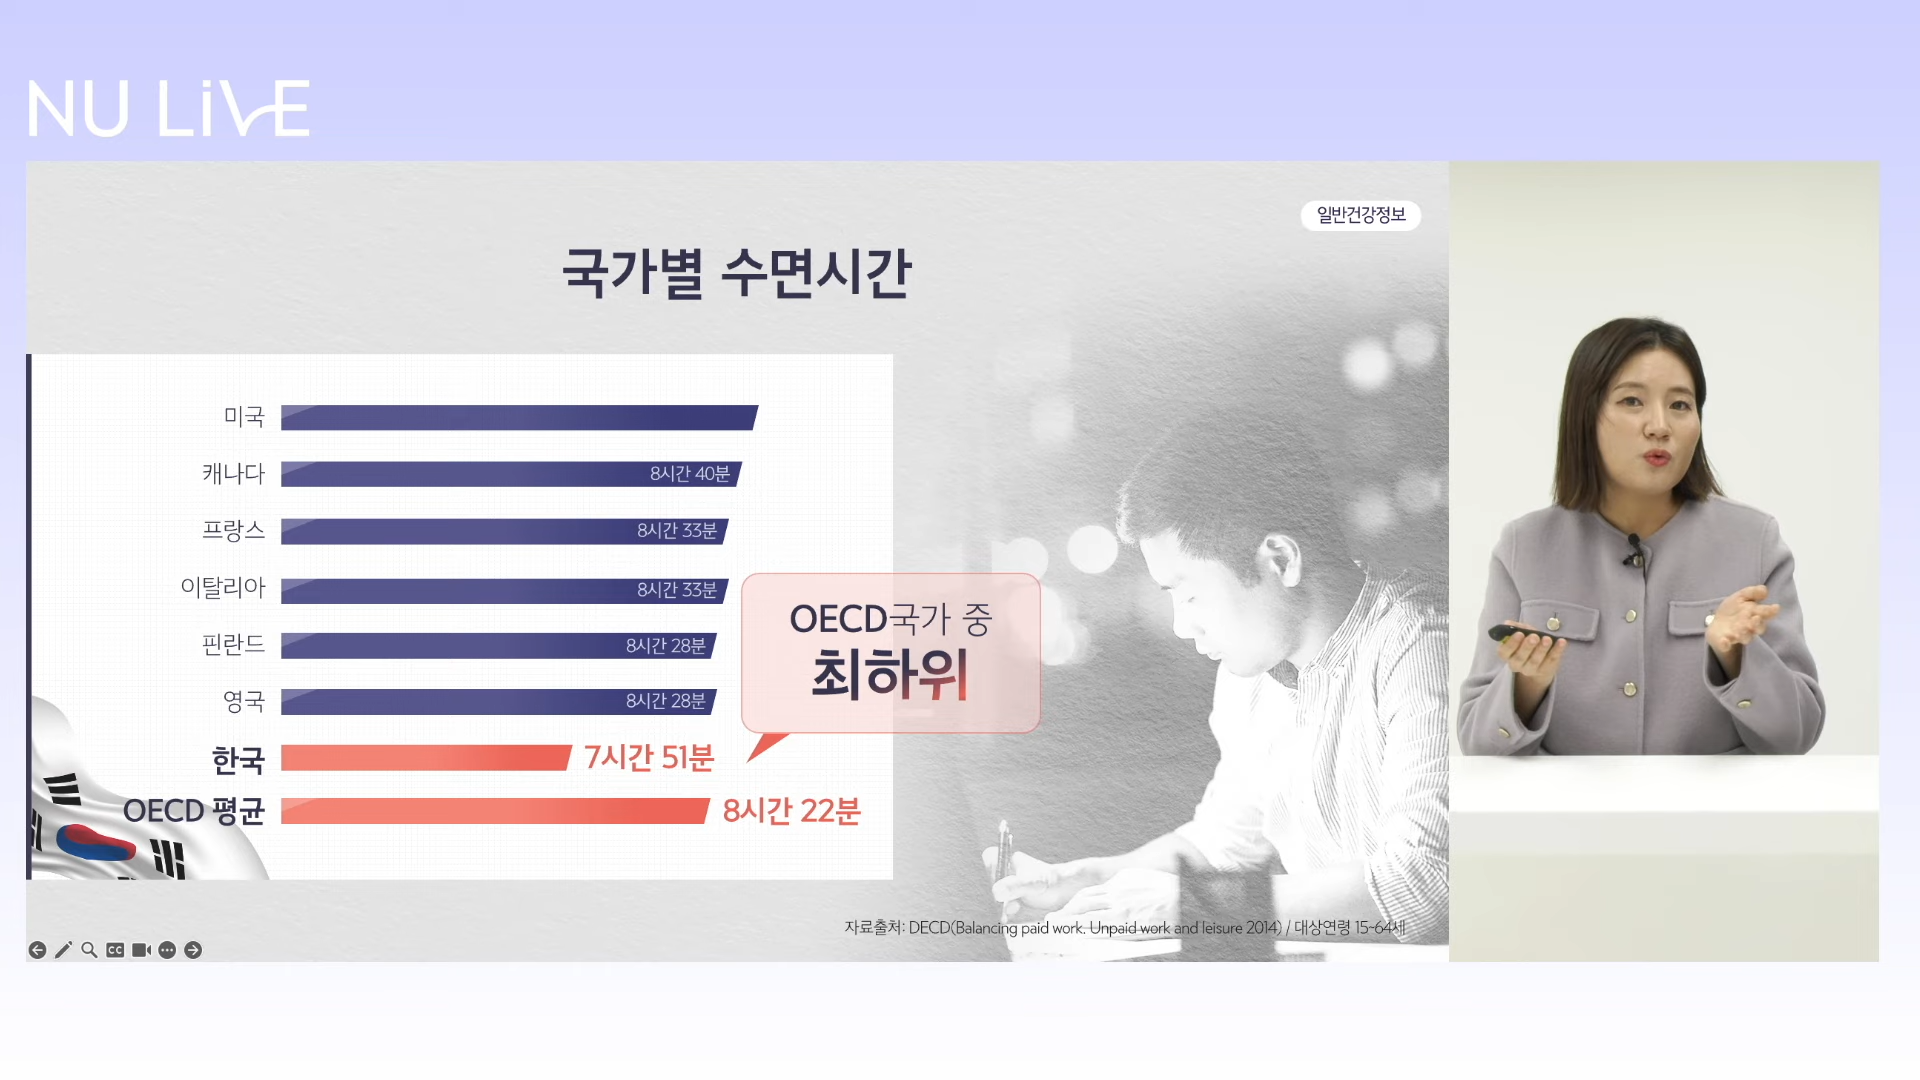 NU LiVE
일반건강정보
국가별 수면시간
미국
캐나다 8시간 40분
프랑스 8시간 33분
이탈리아 8시간 33분
핀란드 8시간 28분
영국 8시간 28분
OECD국가 중
최하위
한국 7시간 51분
OECD 평균 8시간 22분
자료출처: DECD(Balancing paid work. Unpaid work and leisure 2014) / 대상연령 15~64세
CC